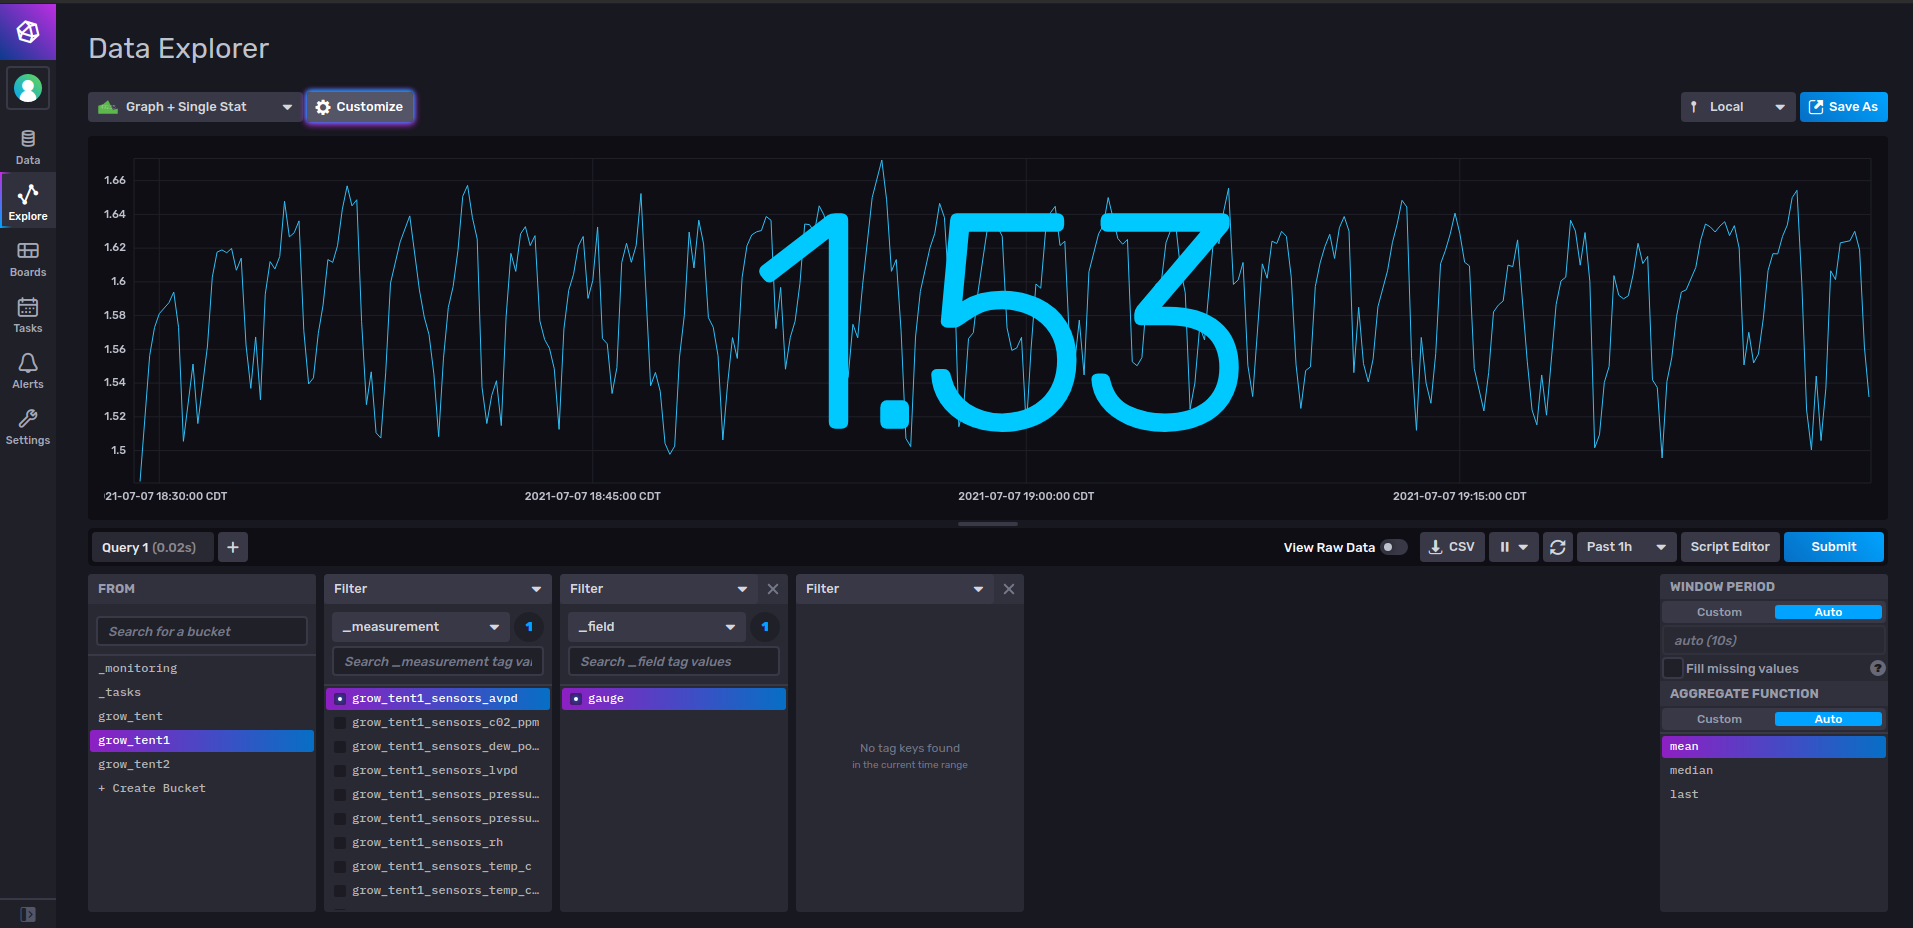 Data Explorer
Graph + Single Stat
Customize
Local
Save As
Data
Explore
Boards
Tasks
Alerts
Settings
1.66
1.64
1.62
1.6
1.58
1.56
1.54
1.52
1.5
1.53
21-07-07 18:30:00 CDT
2021-07-07 18:45:00 CDT
2021-07-07 19:00:00 CDT
2021-07-07 19:15:00 CDT
Query 1 (0.02s)
+
View Raw Data
CSV
Past 1h
Script Editor
Submit
FROM
Search for a bucket
_monitoring
_tasks
grow_tent
grow_tent1
grow_tent2
+ Create Bucket
Filter
_measurement
1
Search _measurement tag val
grow_tent1_sensors_avpd
grow_tent1_sensors_c02_ppm
grow_tent1_sensors_dew_po…
grow_tent1_sensors_lvpd
grow_tent1_sensors_pressu…
grow_tent1_sensors_pressu…
grow_tent1_sensors_rh
grow_tent1_sensors_temp_c
grow_tent1_sensors_temp_c…
Filter
_field
1
Search _field tag values
gauge
Filter
No tag keys found
in the current time range
WINDOW PERIOD
Custom
Auto
auto (10s)
Fill missing values
?
AGGREGATE FUNCTION
Custom
Auto
mean
median
last